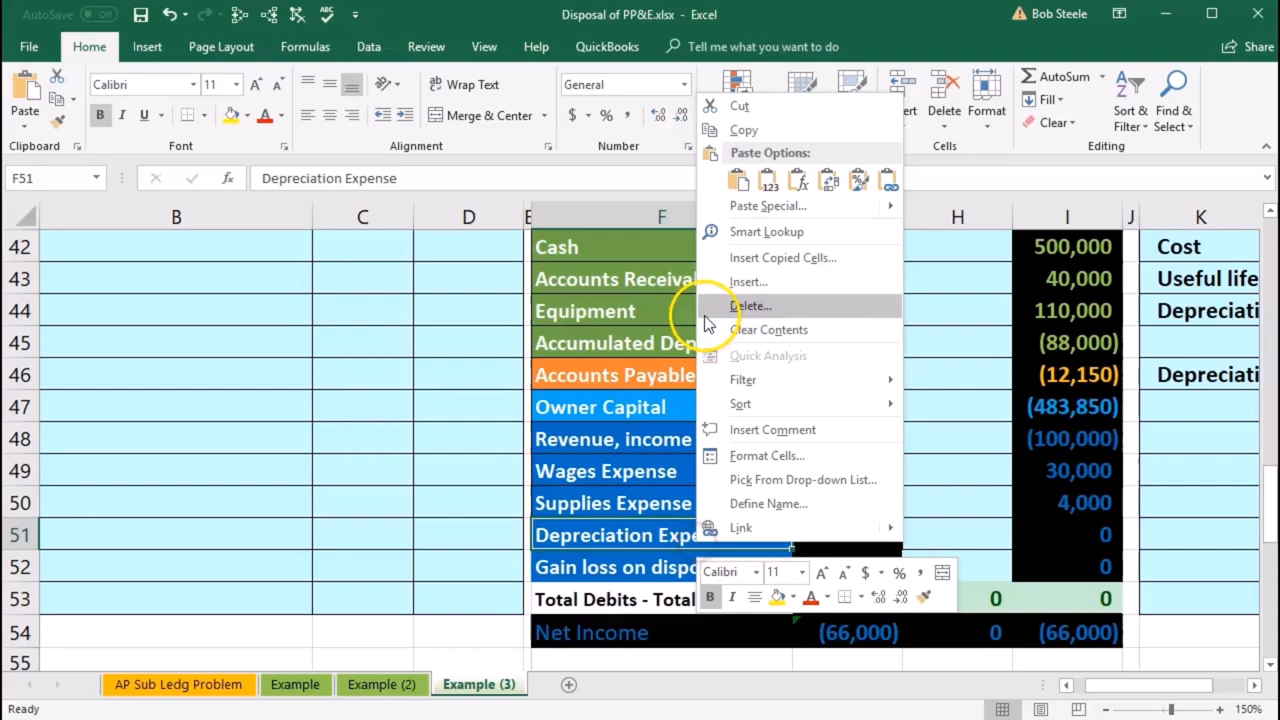 AutoSave Off Disposal of PP&E.xlsx - Excel Bob Steele
File Home Insert Page Layout Formulas Data Review View Help QuickBooks Tell me what you want to do Share
Calibri 11 Wrap Text General AutoSum
Paste B I U Merge & Center $ % Delete Format Fill Sort & Filter Find & Select
Clear
Clipboard Font Alignment Number Cells Editing
F51 fx Depreciation Expense
B C D E F H I J K
42 Cash 500,000 Cost
43 Accounts 40,000 Useful life
44 Equipment 110,000
45 Accumulated (88,000)
46 Accounts Payable (12,150)
47 Owner Capital (483,850)
48 Revenue, income (100,000)
49 Wages Expense 30,000
50 Supplies Expense 4,000
51 Depreciation 0
52 Gain loss on 0
53 Total Debits - 0 0
54 Net Income (66,000) 0 (66,000)
55
Cut
Copy
Paste Options:
123
Paste Special...
Smart Lookup
Insert Copied Cells...
Insert...
Delete...
Clear Contents
Quick Analysis
Filter
Sort
Insert Comment
Format Cells...
Pick From Drop-down List...
Define Name...
Link
Calibri 11 A A $ % ,
B I A
AP Sub Ledg Problem Example Example (2) Example (3)
Ready 150%